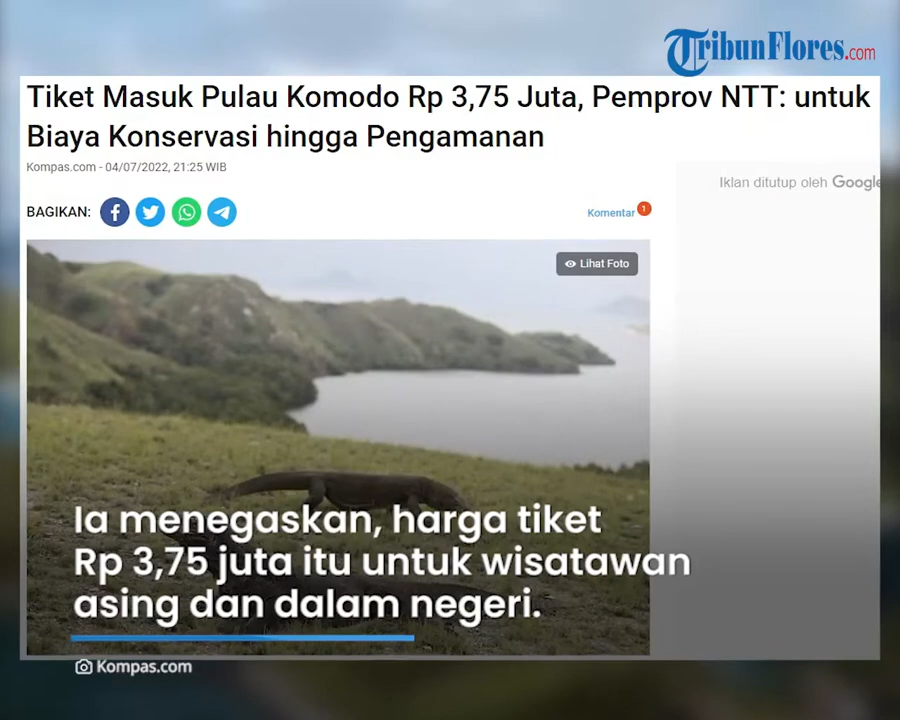 TribunFlores.com
Tiket Masuk Pulau Komodo Rp 3,75 Juta, Pemprov NTT: untuk
Biaya Konservasi hingga Pengamanan
Kompas.com - 04/07/2022, 21:25 WIB
Iklan ditutup oleh Google
BAGIKAN:
Komentar 1
Lihat Foto
Ia menegaskan, harga tiket
Rp 3,75 juta itu untuk wisatawan
asing dan dalam negeri.
Kompas.com